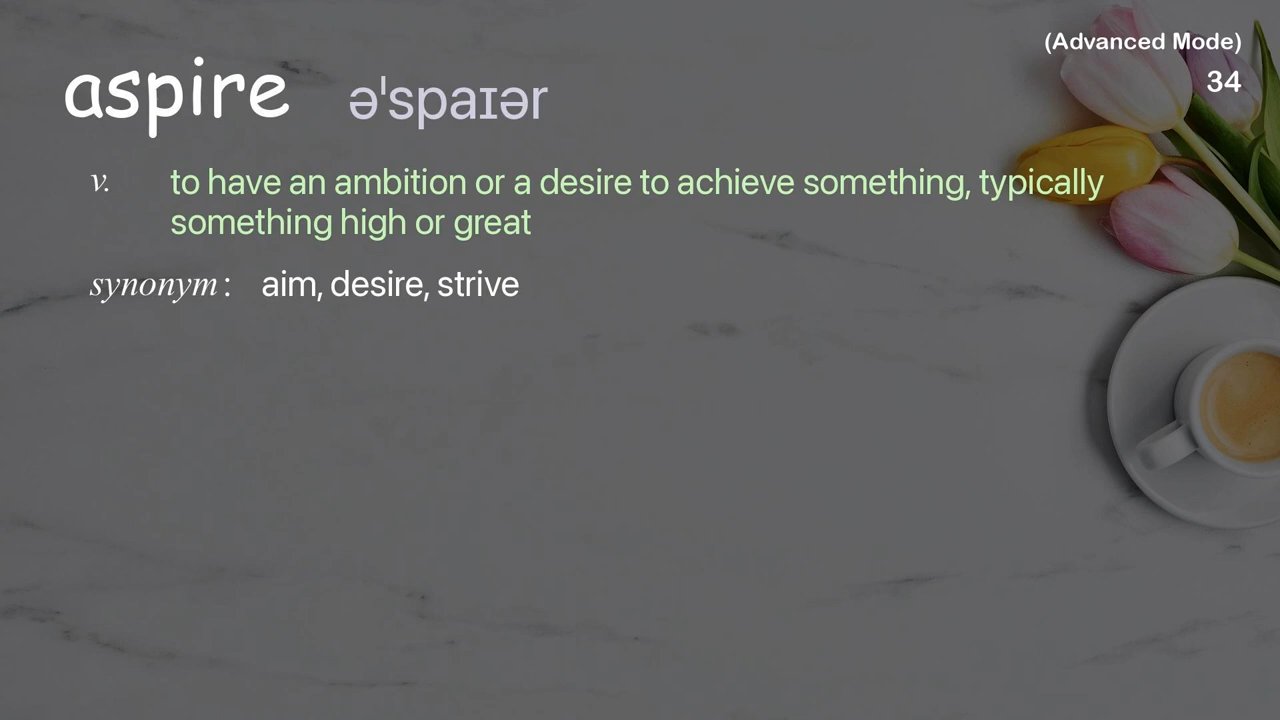 (Advanced Mode)
34
aspire əˈspaɪər
v. to have an ambition or a desire to achieve something, typically
something high or great
synonym : aim, desire, strive